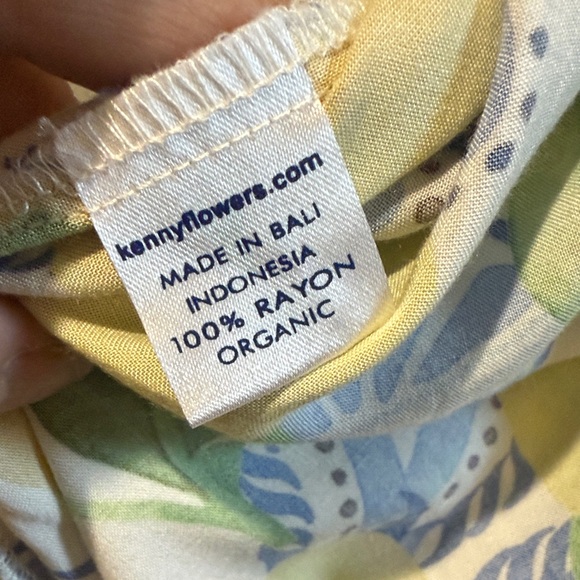 kennyflowers.com
MADE IN BALI
INDONESIA
100% RAYON
ORGANIC